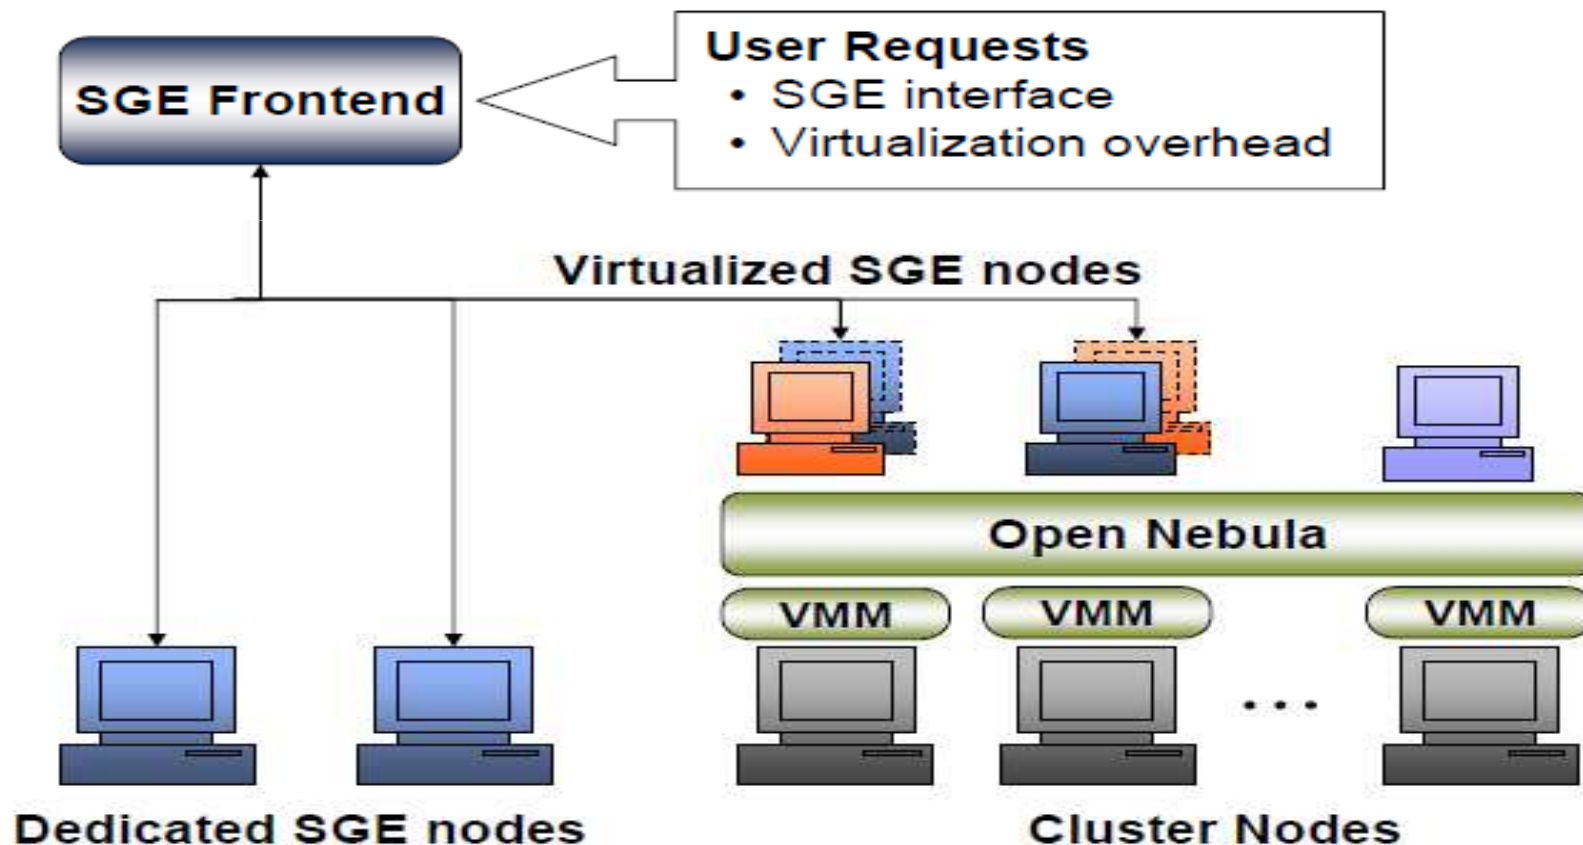 SGE Frontend
User Requests
• SGE interface
• Virtualization overhead
Virtualized SGE nodes
Open Nebula
VMM
VMM
VMM
...
Dedicated SGE nodes
Cluster Nodes